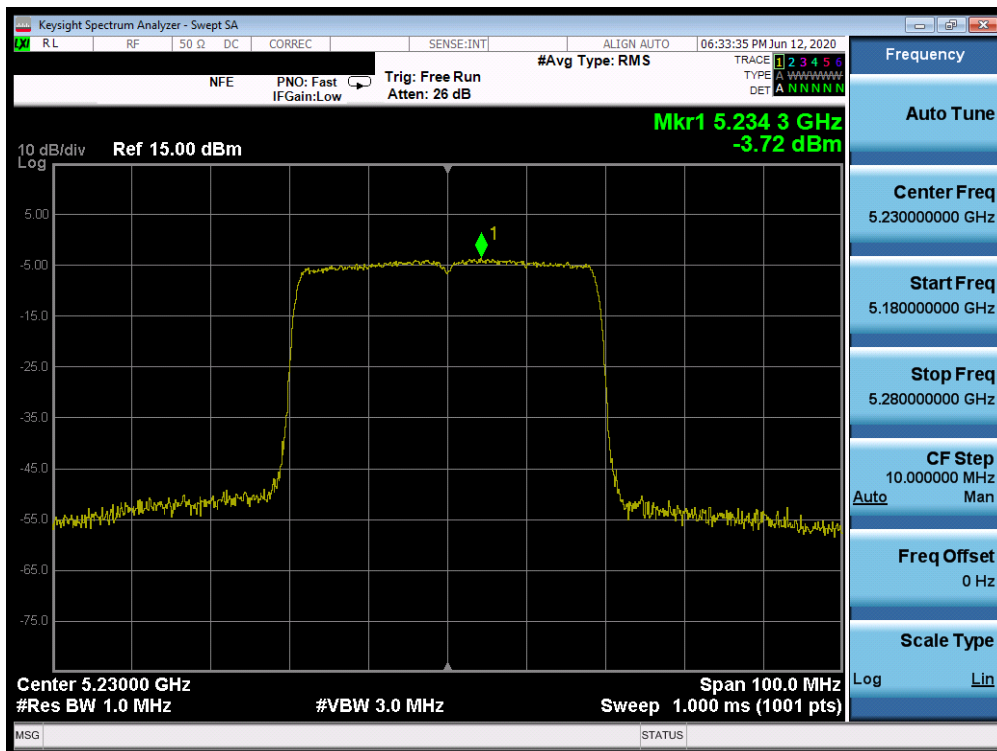 Keysight Spectrum Analyzer - Swept SA
LXI RL RF 50 Ω DC CORREC SENSE:INT ALIGN AUTO 06:33:35 PM Jun 12, 2020
NFE PNO: Fast IFGain:Low
Trig: Free Run
Atten: 26 dB
#Avg Type: RMS
TRACE 1 2 3 4 5 6
TYPE A WWWWW
DET A N N N N N
Mkr1 5.234 3 GHz
-3.72 dBm
10 dB/div Ref 15.00 dBm
Log
5.00
1
-5.00
-15.0
-25.0
-35.0
-45.0
-55.0
-65.0
-75.0
Center 5.23000 GHz Span 100.0 MHz
#Res BW 1.0 MHz #VBW 3.0 MHz Sweep 1.000 ms (1001 pts)
MSG STATUS
Frequency
Auto Tune
Center Freq
5.230000000 GHz
Start Freq
5.180000000 GHz
Stop Freq
5.280000000 GHz
CF Step
10.000000 MHz
Auto Man
Freq Offset
0 Hz
Scale Type
Log Lin